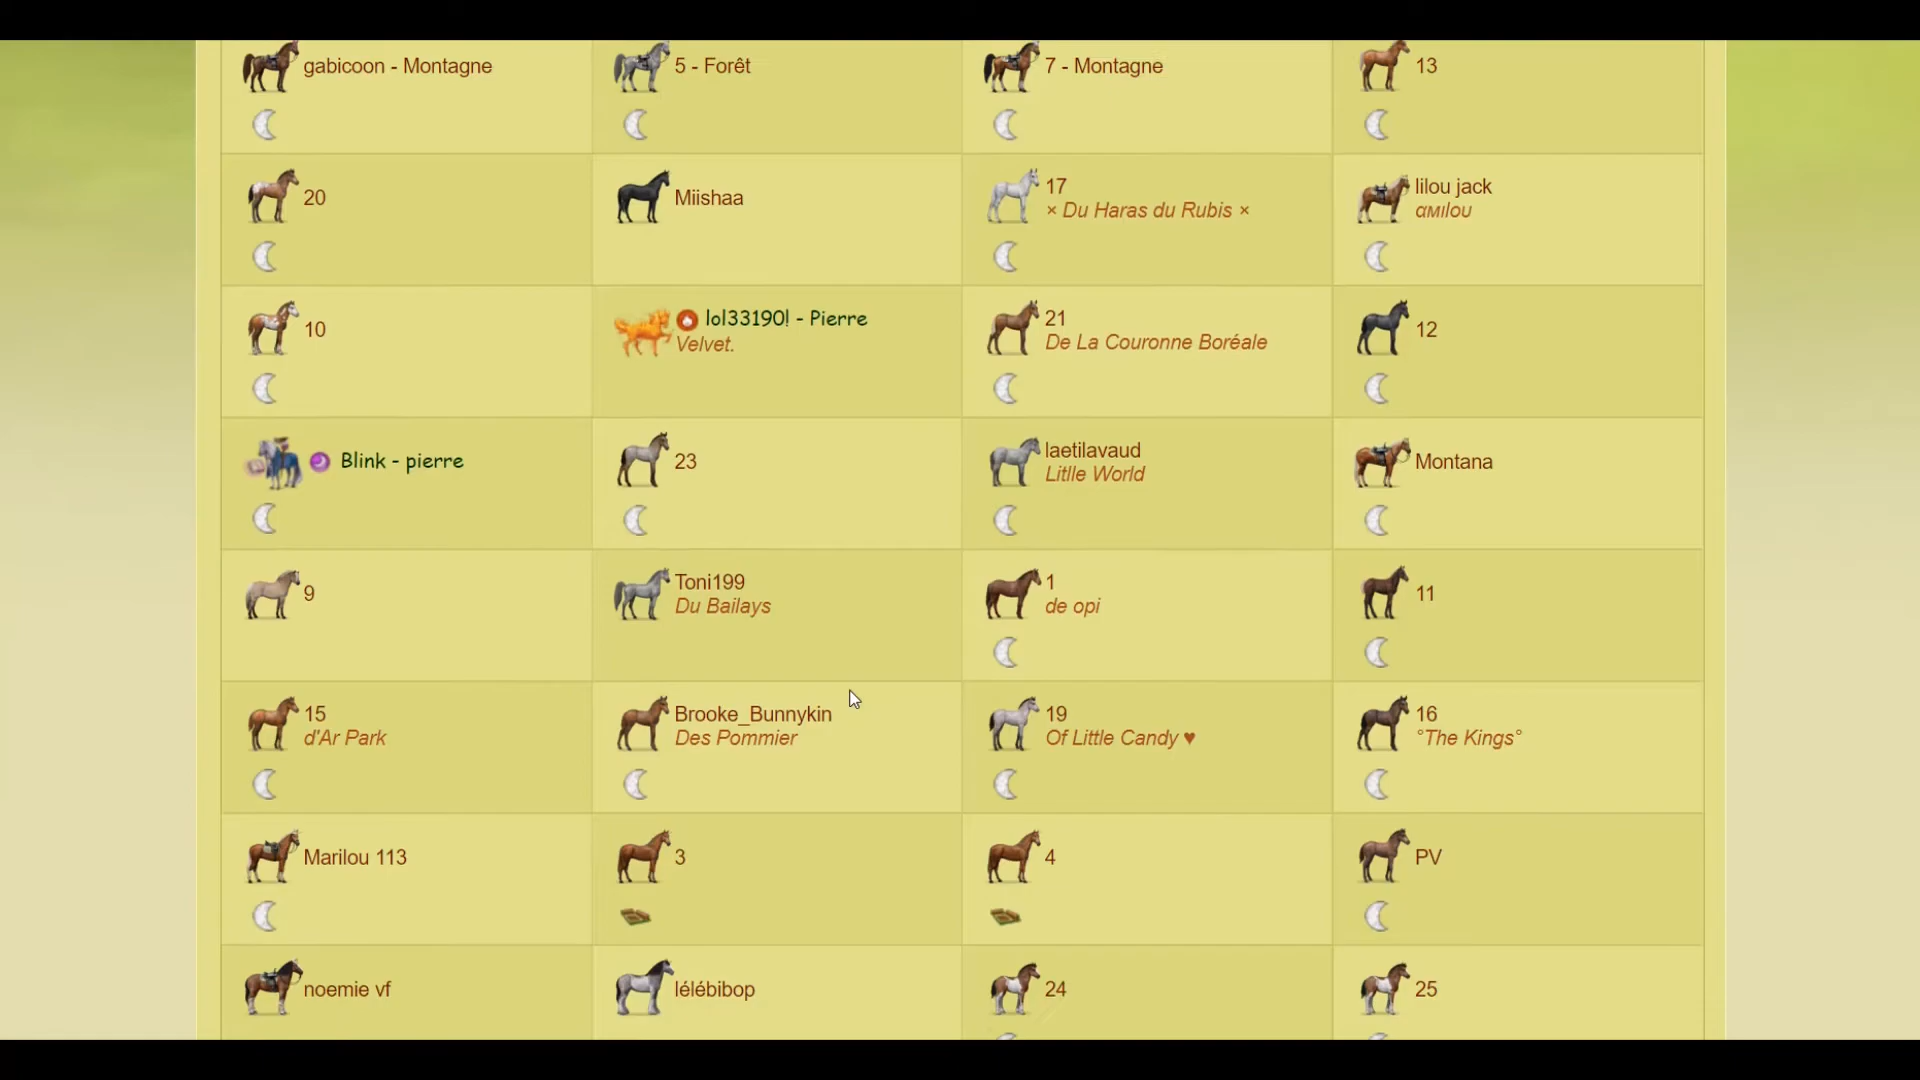 gabicoon - Montagne
5 - Forêt
7 - Montagne
13
20
Miishaa
17
× Du Haras du Rubis ×
lilou jack
αмιlου
10
lol33190! - Pierre
Velvet.
21
De La Couronne Boréale
12
Blink - pierre
23
laetilavaud
Litlle World
Montana
9
Toni199
Du Bailays
1
de opi
11
15
d'Ar Park
Brooke_Bunnykin
Des Pommier
19
Of Little Candy ♥
16
°The Kings°
Marilou 113
3
4
PV
noemie vf
lélébibop
24
25